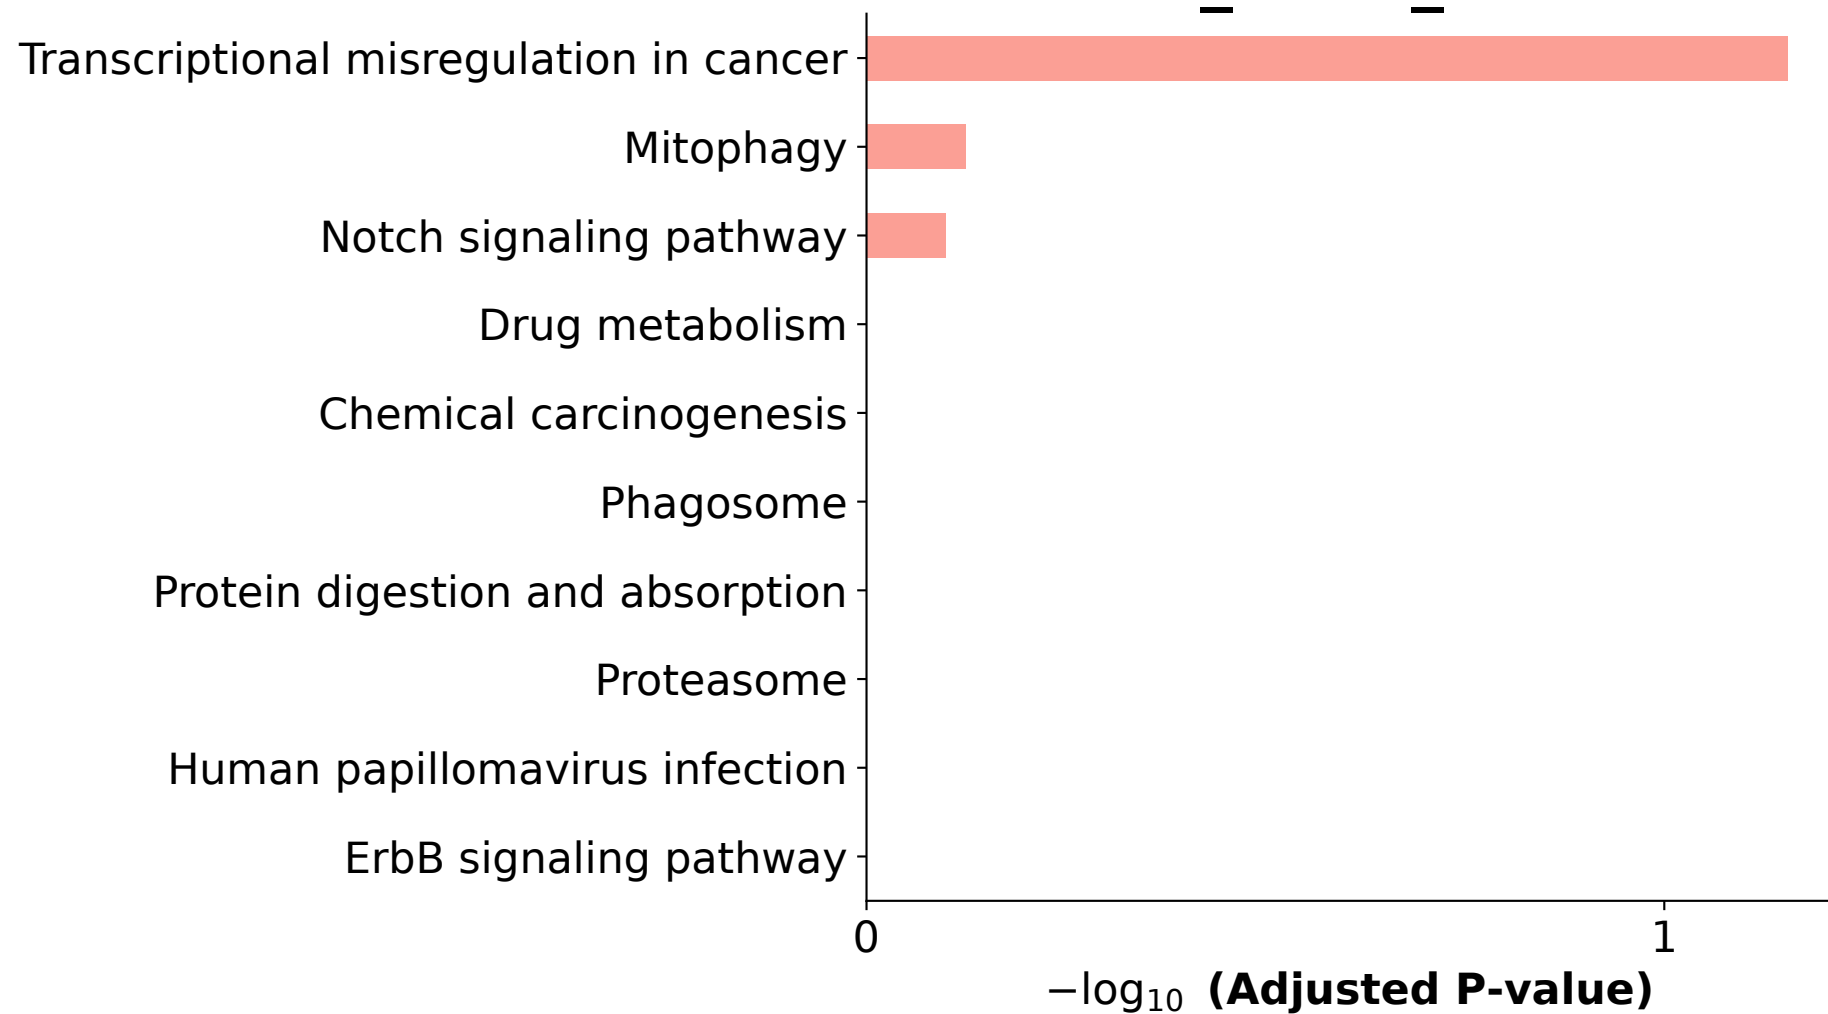 Transcriptional misregulation in cancer
Mitophagy
Notch signaling pathway
Drug metabolism
Chemical carcinogenesis
Phagosome
Protein digestion and absorption
Proteasome
Human papillomavirus infection
ErbB signaling pathway
0 1
−log₁₀ (Adjusted P-value)